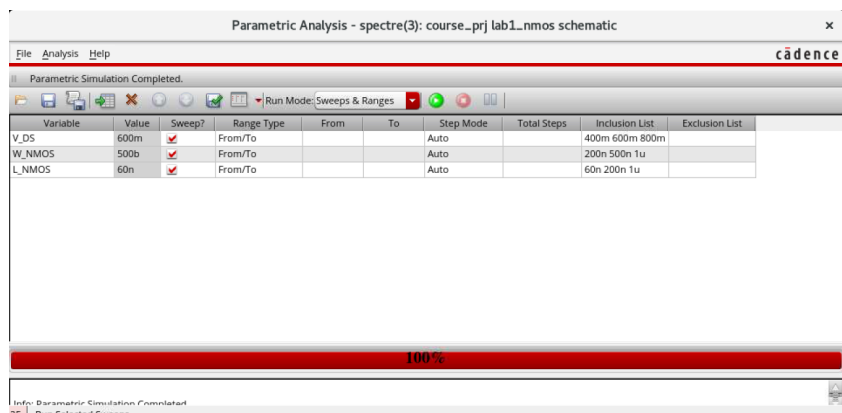 Parametric Analysis - spectre(3): course_prj lab1_nmos schematic ×
File Analysis Help cādence
Parametric Simulation Completed.
Run Mode: Sweeps & Ranges
Variable Value Sweep? Range Type From To Step Mode Total Steps Inclusion List Exclusion List
V_DS 600m From/To Auto 400m 600m 800m
W_NMOS 500b From/To Auto 200n 500n 1u
L_NMOS 60n From/To Auto 60n 200n 1u
100%
Info: Parametric Simulation Completed